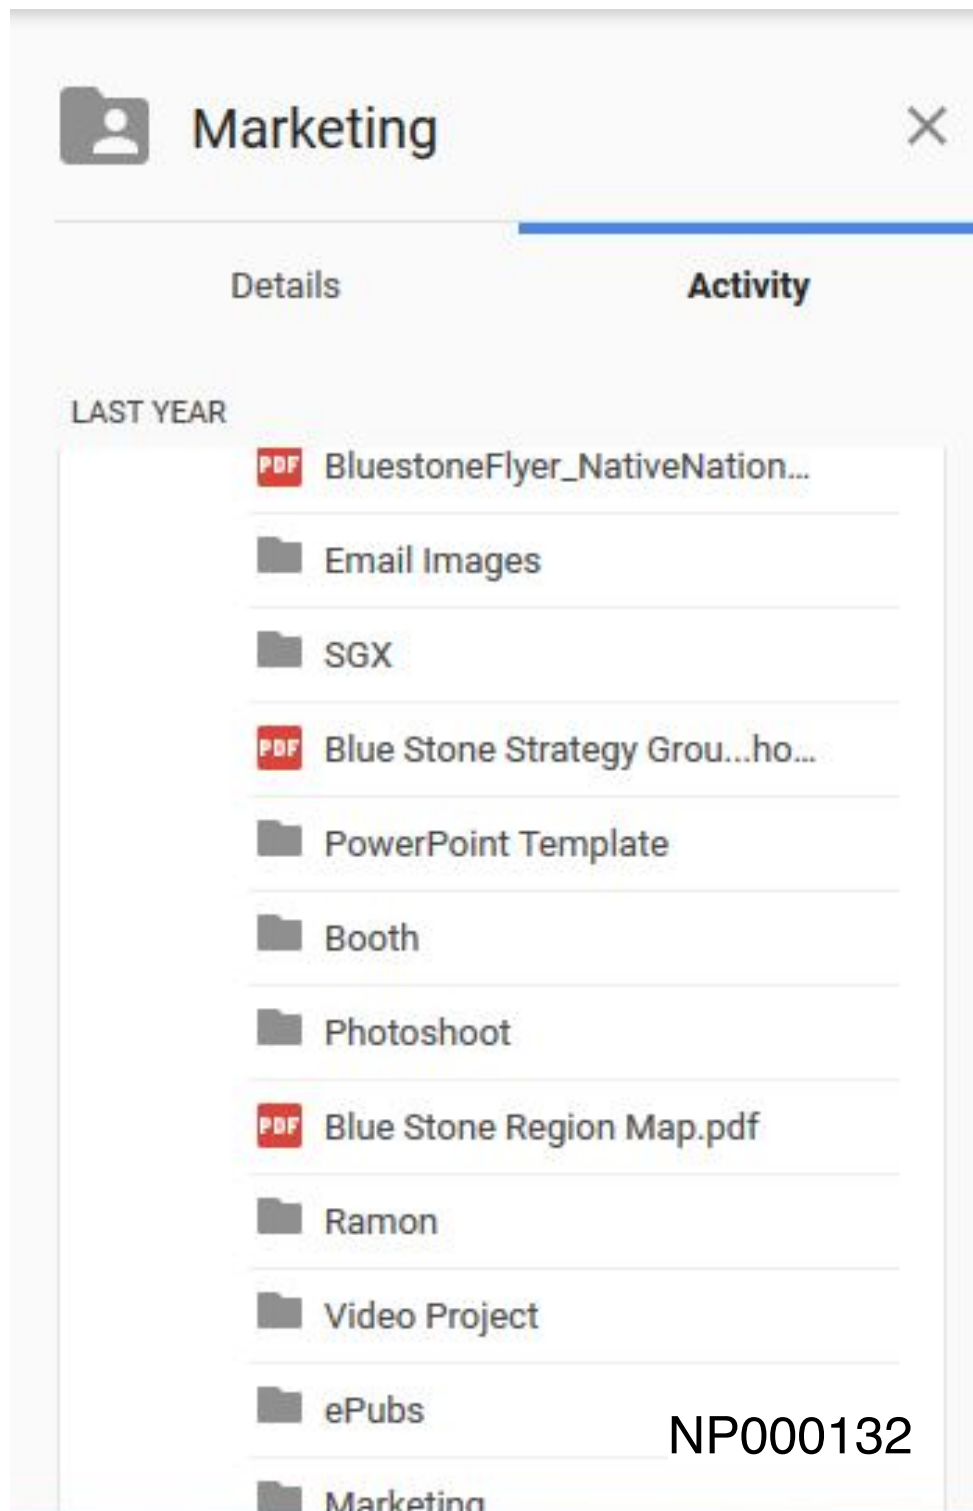 Marketing
Details Activity
LAST YEAR
PDF BluestoneFlyer_NativeNation...
Email Images
SGX
PDF Blue Stone Strategy Grou...ho...
PowerPoint Template
Booth
Photoshoot
PDF Blue Stone Region Map.pdf
Ramon
Video Project
ePubs
NP000132
Marketing